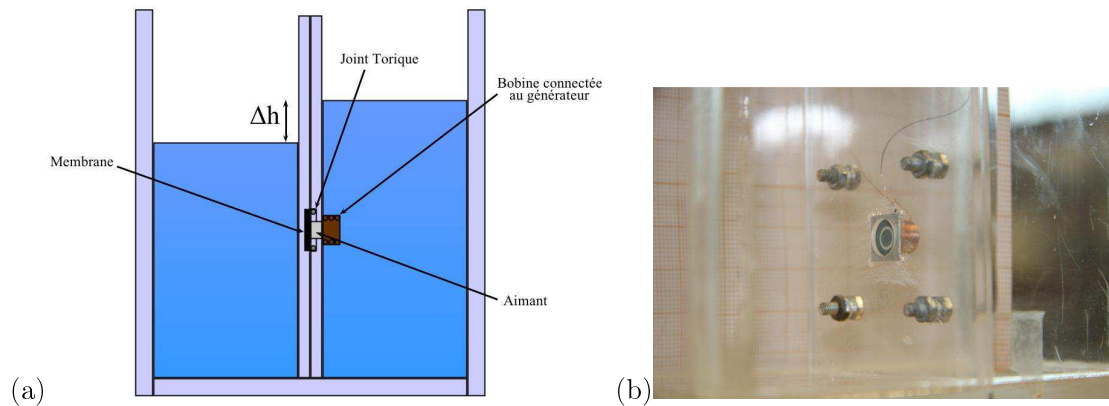 Joint Torique
Bobine connectée
au générateur
Δh
Membrane
Aimant
(a)
(b)